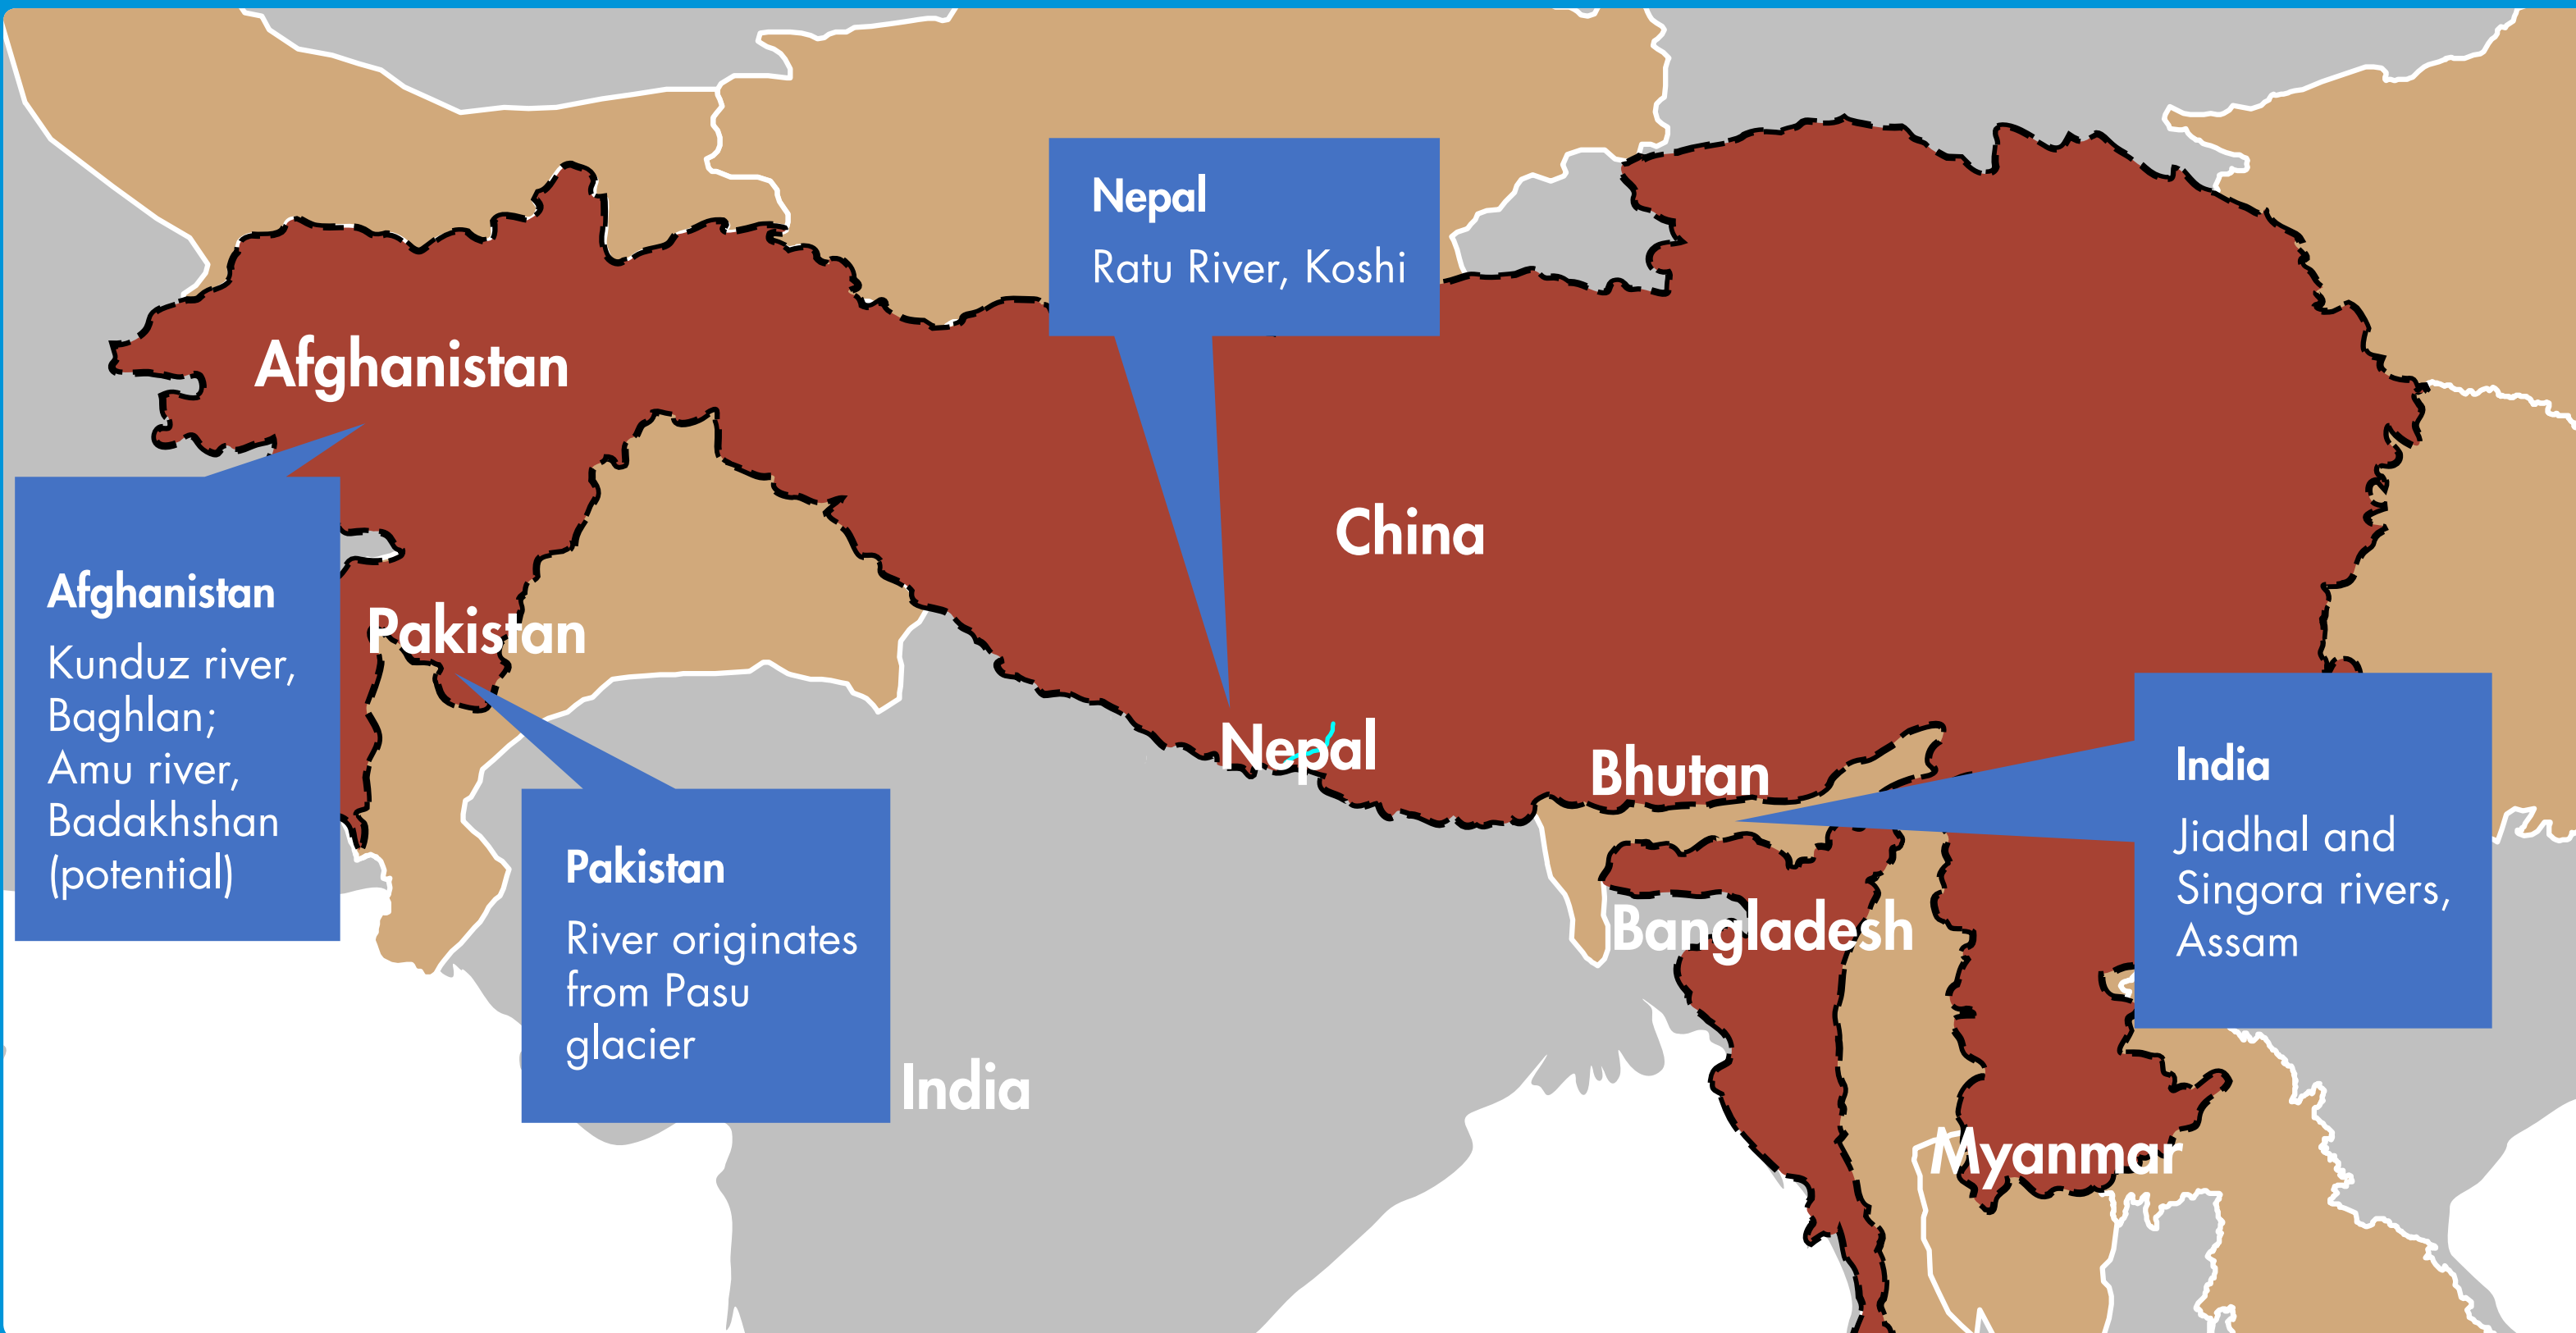 Nepal
Ratu River, Koshi
Afghanistan
China
Afghanistan
Kunduz river,
Baghlan;
Amu river,
Badakhshan
(potential)
Pakistan
Nepal
Bhutan
India
Jiadhal and
Singora rivers,
Assam
Pakistan
River originates
from Pasu
glacier
Bangladesh
India
Myanmar